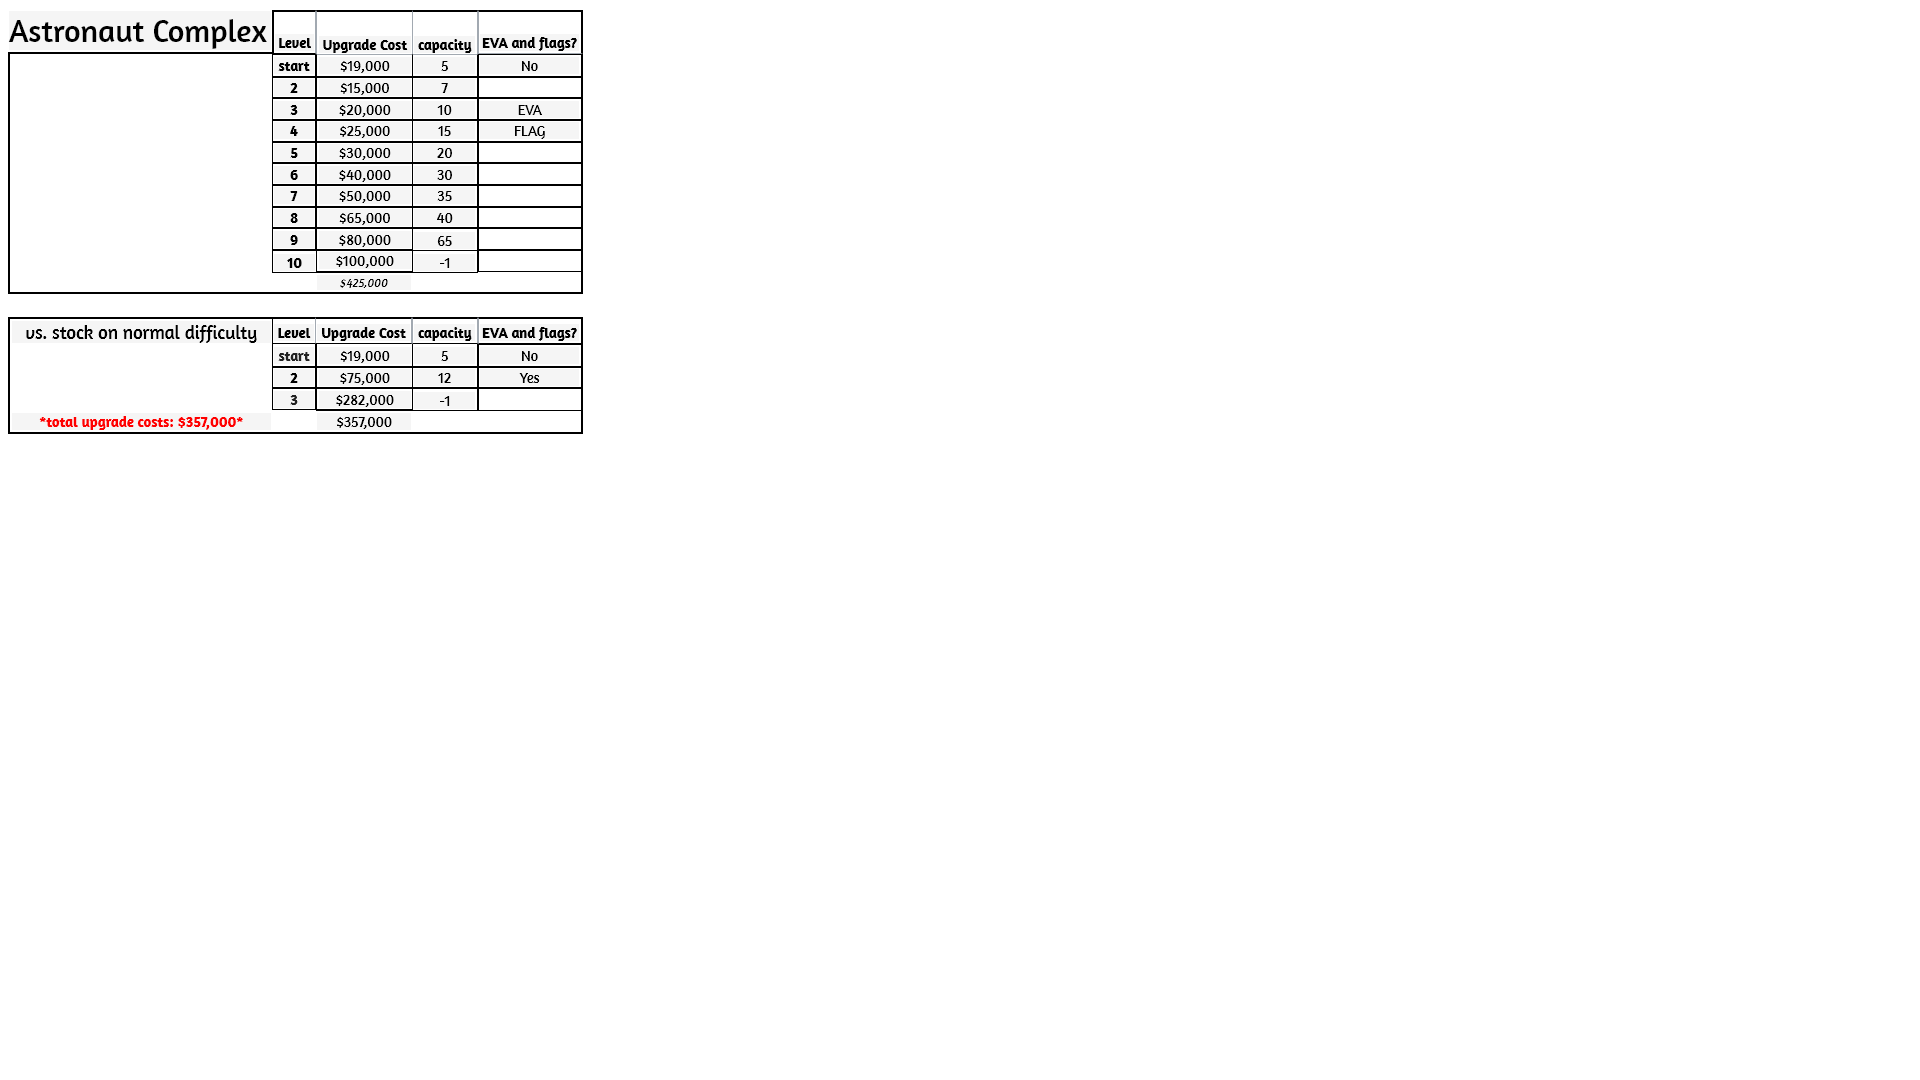 Astronaut Complex
Level Upgrade Cost capacity EVA and flags?
start $19,000 5 No
2 $15,000 7
3 $20,000 10 EVA
4 $25,000 15 FLAG
5 $30,000 20
6 $40,000 30
7 $50,000 35
8 $65,000 40
9 $80,000 65
10 $100,000 -1
$425,000
vs. stock on normal difficulty Level Upgrade Cost capacity EVA and flags?
start $19,000 5 No
2 $75,000 12 Yes
3 $282,000 -1
*total upgrade costs: $357,000* $357,000